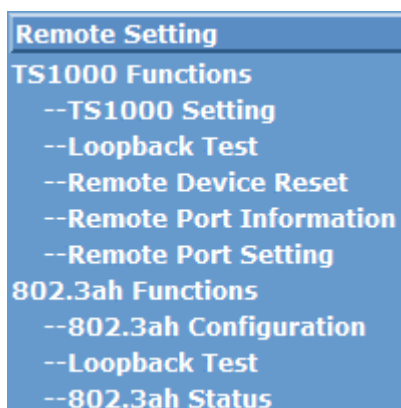 Remote Setting
TS1000 Functions
--TS1000 Setting
--Loopback Test
--Remote Device Reset
--Remote Port Information
--Remote Port Setting
802.3ah Functions
--802.3ah Configuration
--Loopback Test
--802.3ah Status